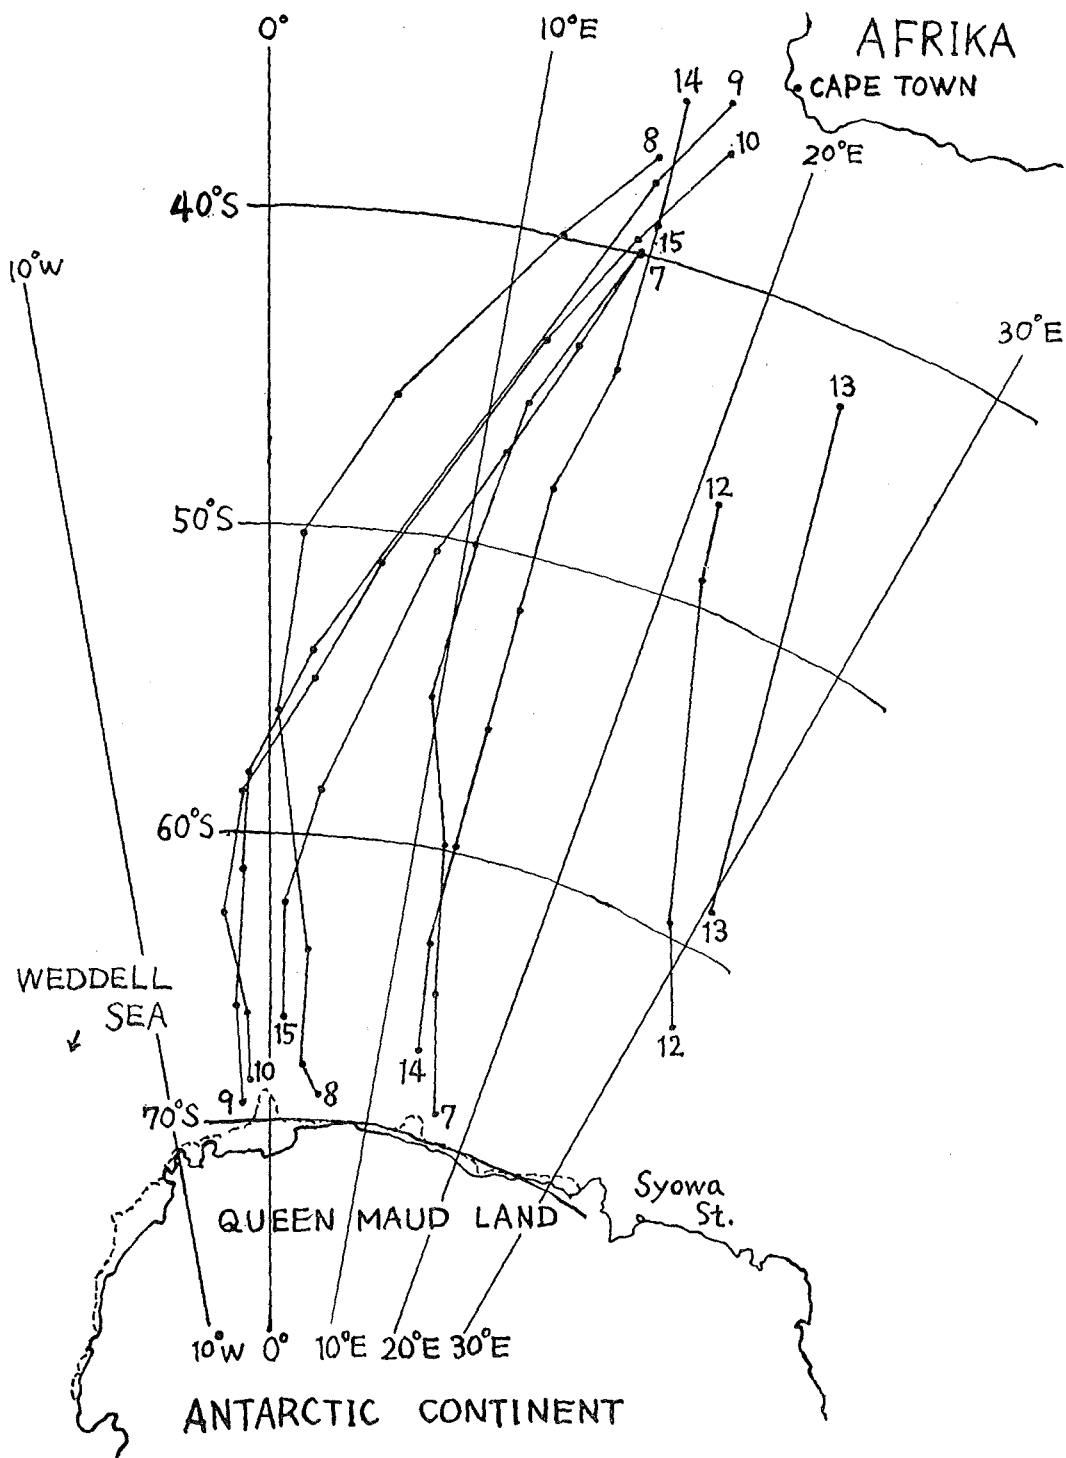 0°
10°E
AFRIKA
CAPE TOWN
14
9
8
10
20°E
40°S
15
7
10°W
30°E
13
12
50°S
60°S
13
WEDDELL
SEA
15
12
14
10
9
8
7
70°S
Syowa
St.
QUEEN MAUD LAND
10°W
0°
10°E
20°E
30°E
ANTARCTIC CONTINENT